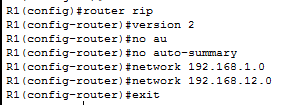 R1(config)#router rip
R1(config-router)#version 2
R1(config-router)#no au
R1(config-router)#no auto-summary
R1(config-router)#network 192.168.1.0
R1(config-router)#network 192.168.12.0
R1(config-router)#exit